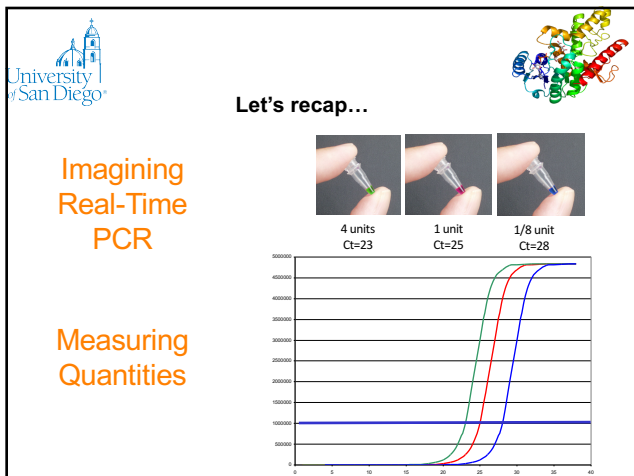 University
of San Diego®
Let's recap…
Imagining
Real-Time
PCR
4 units
Ct=23
1 unit
Ct=25
1/8 unit
Ct=28
Measuring
Quantities
5000000
4500000
4000000
3500000
3000000
2500000
2000000
1500000
1000000
500000
0
0 5 10 15 20 25 30 35 40